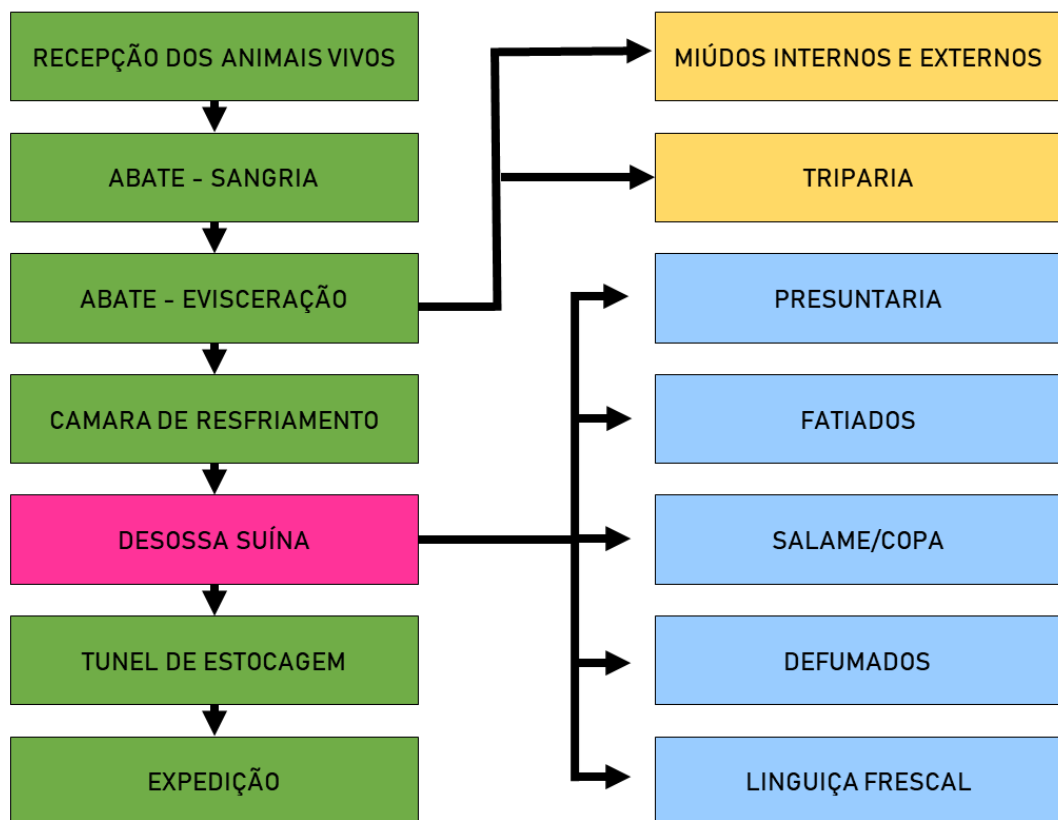 RECEPÇÃO DOS ANIMAIS VIVOS
ABATE - SANGRIA
ABATE - EVISCERAÇÃO
CAMARA DE RESFRIAMENTO
DESOSSA SUÍNA
TUNEL DE ESTOCAGEM
EXPEDIÇÃO
MIÚDOS INTERNOS E EXTERNOS
TRIPARIA
PRESUNTARIA
FATIADOS
SALAME/COPA
DEFUMADOS
LINGUIÇA FRESCAL